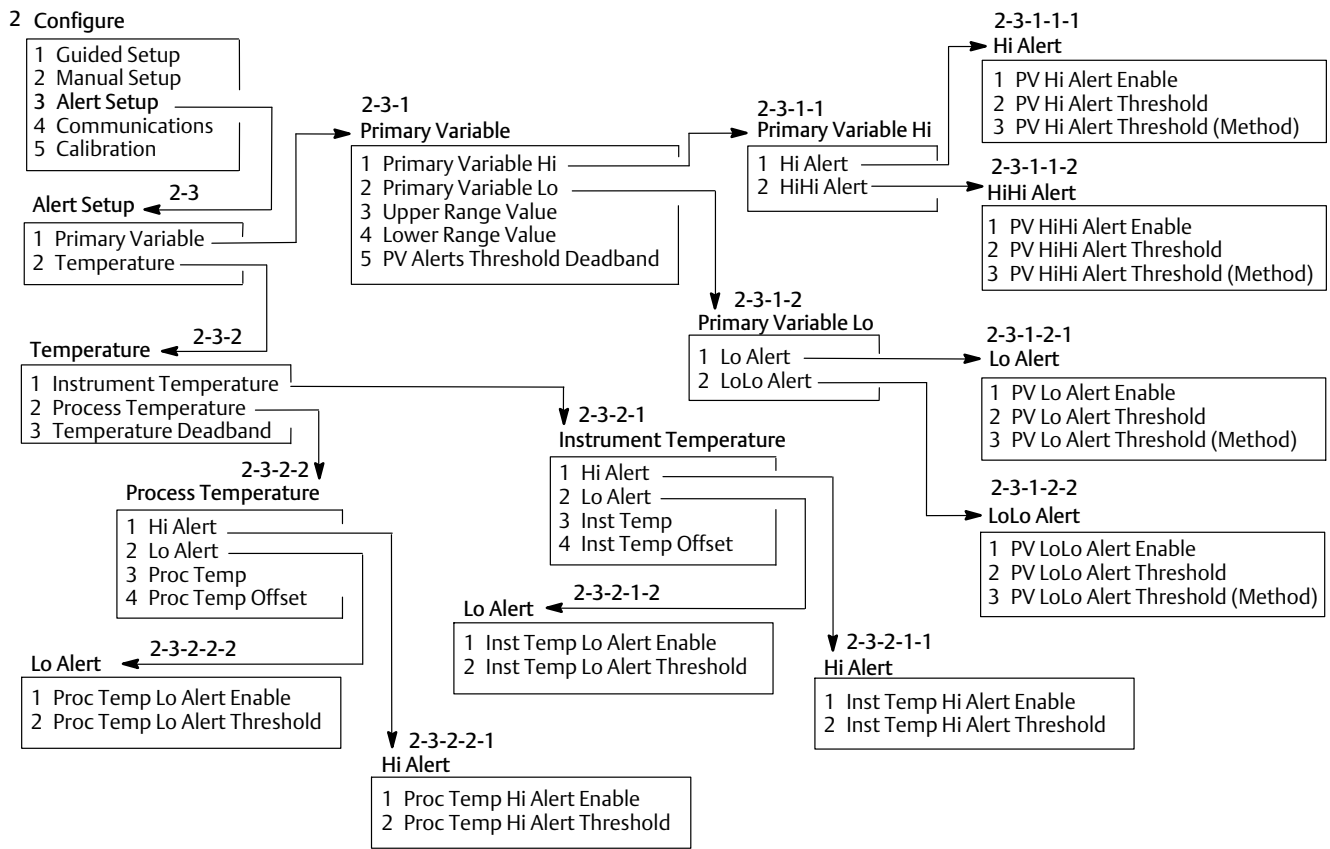 2 Configure
1 Guided Setup
2 Manual Setup
3 Alert Setup
4 Communications
5 Calibration
2-3
Alert Setup
1 Primary Variable
2 Temperature
2-3-1
Primary Variable
1 Primary Variable Hi
2 Primary Variable Lo
3 Upper Range Value
4 Lower Range Value
5 PV Alerts Threshold Deadband
2-3-1-1
Primary Variable Hi
1 Hi Alert
2 HiHi Alert
2-3-1-1-1
Hi Alert
1 PV Hi Alert Enable
2 PV Hi Alert Threshold
3 PV Hi Alert Threshold (Method)
2-3-1-1-2
HiHi Alert
1 PV HiHi Alert Enable
2 PV HiHi Alert Threshold
3 PV HiHi Alert Threshold (Method)
2-3-1-2
Primary Variable Lo
1 Lo Alert
2 LoLo Alert
2-3-1-2-1
Lo Alert
1 PV Lo Alert Enable
2 PV Lo Alert Threshold
3 PV Lo Alert Threshold (Method)
2-3-1-2-2
LoLo Alert
1 PV LoLo Alert Enable
2 PV LoLo Alert Threshold
3 PV LoLo Alert Threshold (Method)
2-3-2
Temperature
1 Instrument Temperature
2 Process Temperature
3 Temperature Deadband
2-3-2-1
Instrument Temperature
1 Hi Alert
2 Lo Alert
3 Inst Temp
4 Inst Temp Offset
2-3-2-2
Process Temperature
1 Hi Alert
2 Lo Alert
3 Proc Temp
4 Proc Temp Offset
2-3-2-1-2
Lo Alert
1 Inst Temp Lo Alert Enable
2 Inst Temp Lo Alert Threshold
2-3-2-1-1
Hi Alert
1 Inst Temp Hi Alert Enable
2 Inst Temp Hi Alert Threshold
2-3-2-2-2
Lo Alert
1 Proc Temp Lo Alert Enable
2 Proc Temp Lo Alert Threshold
2-3-2-2-1
Hi Alert
1 Proc Temp Hi Alert Enable
2 Proc Temp Hi Alert Threshold